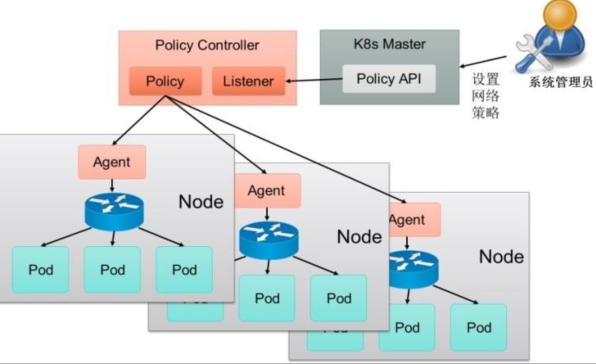 Policy Controller
Policy
Listener
K8s Master
Policy API
设置
网络
策略
系统管理员
Agent
Node
Pod
Pod
Pod
Agent
Node
Pod
Pod
Agent
Node
Pod
Pod